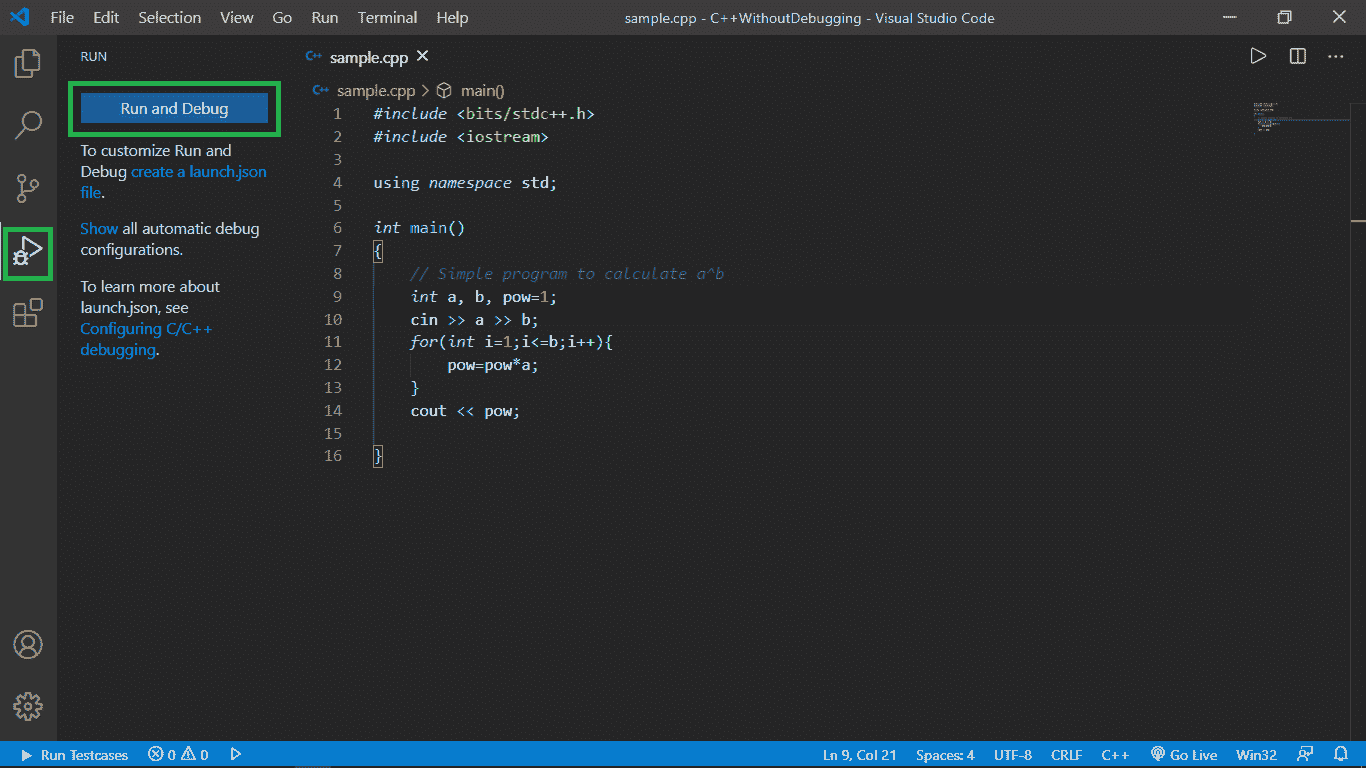 File Edit Selection View Go Run Terminal Help
sample.cpp - C++WithoutDebugging - Visual Studio Code
RUN
Run and Debug
To customize Run and
Debug create a launch.json
file.
Show all automatic debug
configurations.
To learn more about
launch.json, see
Configuring C/C++
debugging.
C++ sample.cpp
C++ sample.cpp > main()
1 #include <bits/stdc++.h>
2 #include <iostream>
3
4 using namespace std;
5
6 int main()
7 {
8 // Simple program to calculate a^b
9 int a, b, pow=1;
10 cin >> a >> b;
11 for(int i=1;i<=b;i++){
12 pow=pow*a;
13 }
14 cout << pow;
15
16 }
Run Testcases 0 0 Ln 9, Col 21 Spaces: 4 UTF-8 CRLF C++ Go Live Win32